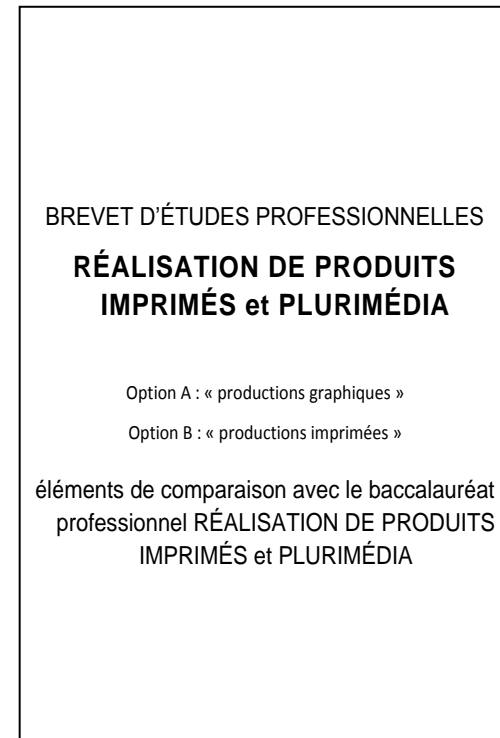 BREVET D’ÉTUDES PROFESSIONNELLES
RÉALISATION DE PRODUITS
IMPRIMÉS et PLURIMÉDIA
Option A : « productions graphiques »
Option B : « productions imprimées »
éléments de comparaison avec le baccalauréat
professionnel RÉALISATION DE PRODUITS
IMPRIMÉS et PLURIMÉDIA